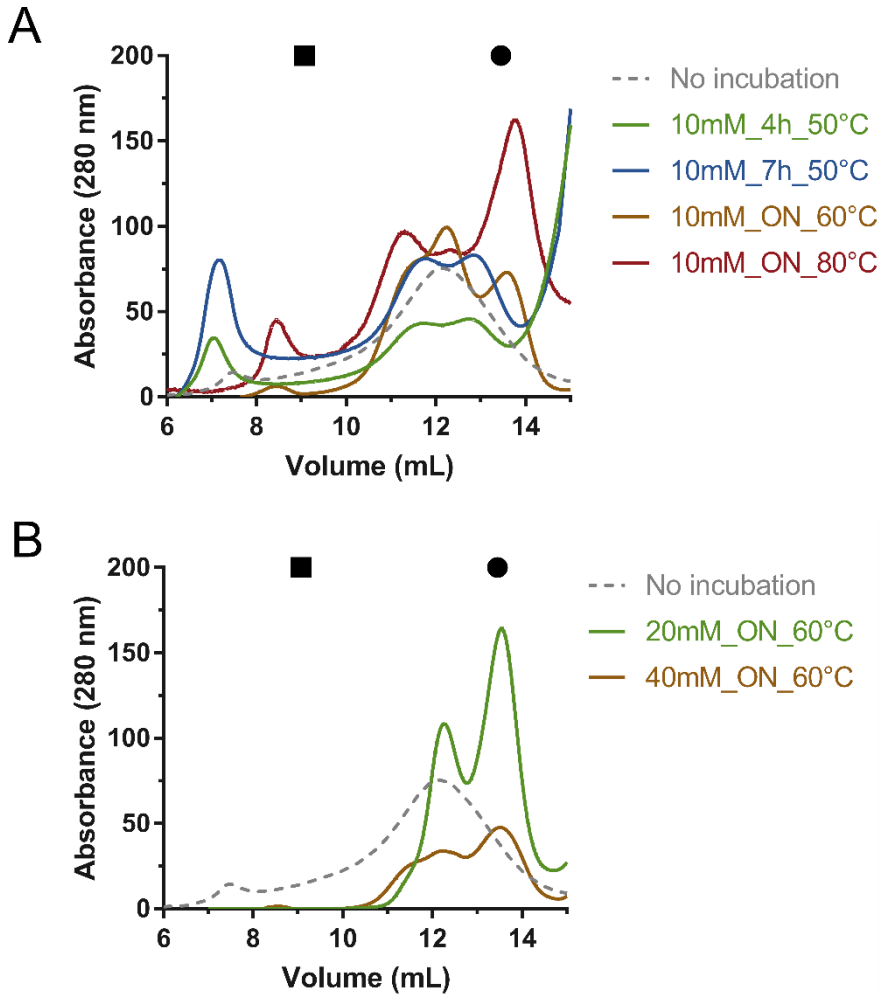 A
200
150
100
50
0
Absorbance (280 nm)
6 8 10 12 14
Volume (mL)
No incubation
10mM_4h_50°C
10mM_7h_50°C
10mM_ON_60°C
10mM_ON_80°C
B
200
150
100
50
0
Absorbance (280 nm)
6 8 10 12 14
Volume (mL)
No incubation
20mM_ON_60°C
40mM_ON_60°C